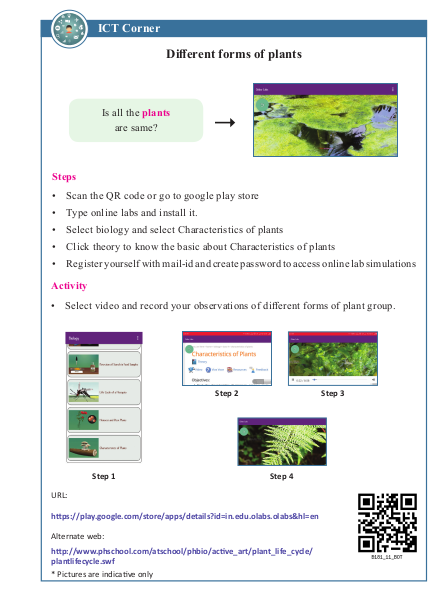 ICT Corner
Different forms of plants
Is all the plants
are same?
Steps
• Scan the QR code or go to google play store
• Type online labs and install it.
• Select biology and select Characteristics of plants
• Click theory to know the basic about Characteristics of plants
• Register yourself with mail-id and create password to access online lab simulations
Activity
• Select video and record your observations of different forms of plant group.
Characteristics of Plants
Objectives
Step 1
Step 2
Step 3
Step 4
URL:
https://play.google.com/store/apps/details?id=in.edu.olabs.olabs&hl=en
Alternate web:
http://www.phschool.com/atschool/phbio/active_art/plant_life_cycle/
plantlifecycle.swf
* Pictures are indicative only
B181_11_BOT